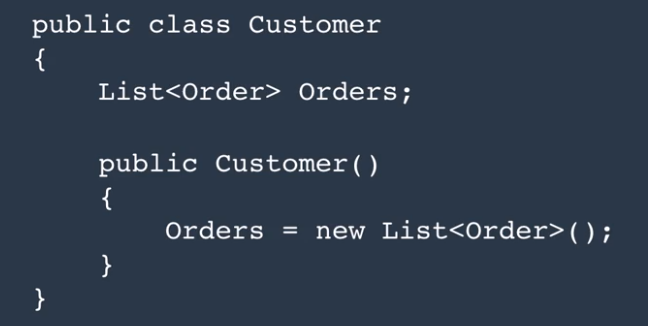 public class Customer
{
List<Order> Orders;
public Customer()
{
Orders = new List<Order>();
}
}